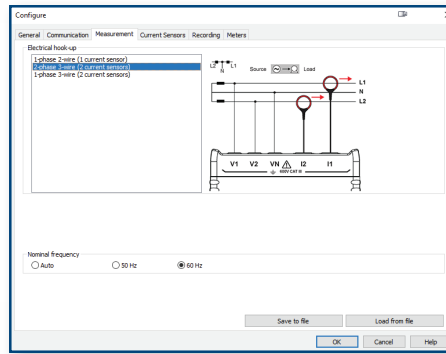 Configure
General Communication Measurement Current Sensors Recording Meters
Electrical hook-up
1-phase 3-wire (1 current sensor)
2-phase 3-wire (2 current sensors)
1-phase 3-wire (2 current sensors)
L2 N L1
Source Load
L1
N
L2
V1 V2 VN I2 I1
600V CAT III
Nominal frequency
Auto 50 Hz 60 Hz
Save to file Load from file
OK Cancel Help